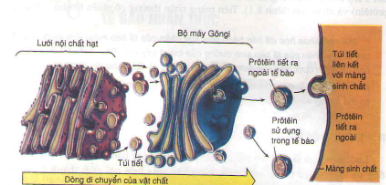 Lưới nội chất hạt
Bộ máy Gôngi
Prôtêin tiết ra
ngoài tế bào
Prôtêin
sử dụng
trong tế bào
Túi tiết
liên kết
với màng
sinh chất
Prôtêin
tiết ra
ngoài
Màng sinh chất
Túi tiết
Dòng di chuyển của vật chất